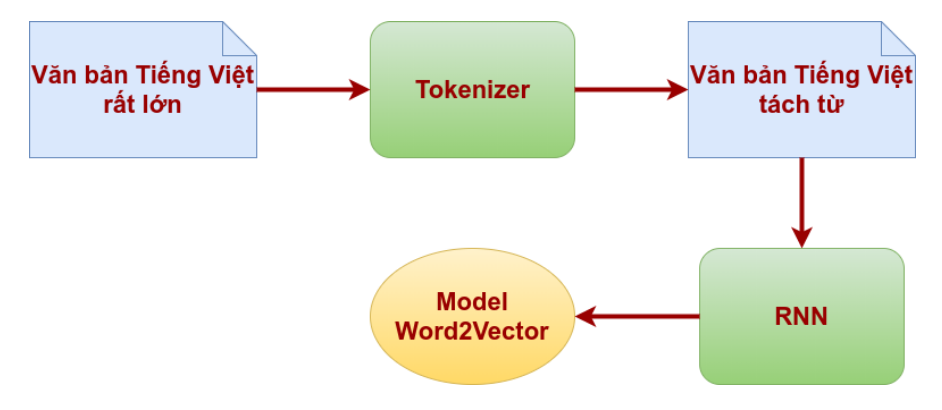 Văn bản Tiếng Việt
rất lớn
Tokenizer
Văn bản Tiếng Việt
tách từ
RNN
Model
Word2Vector